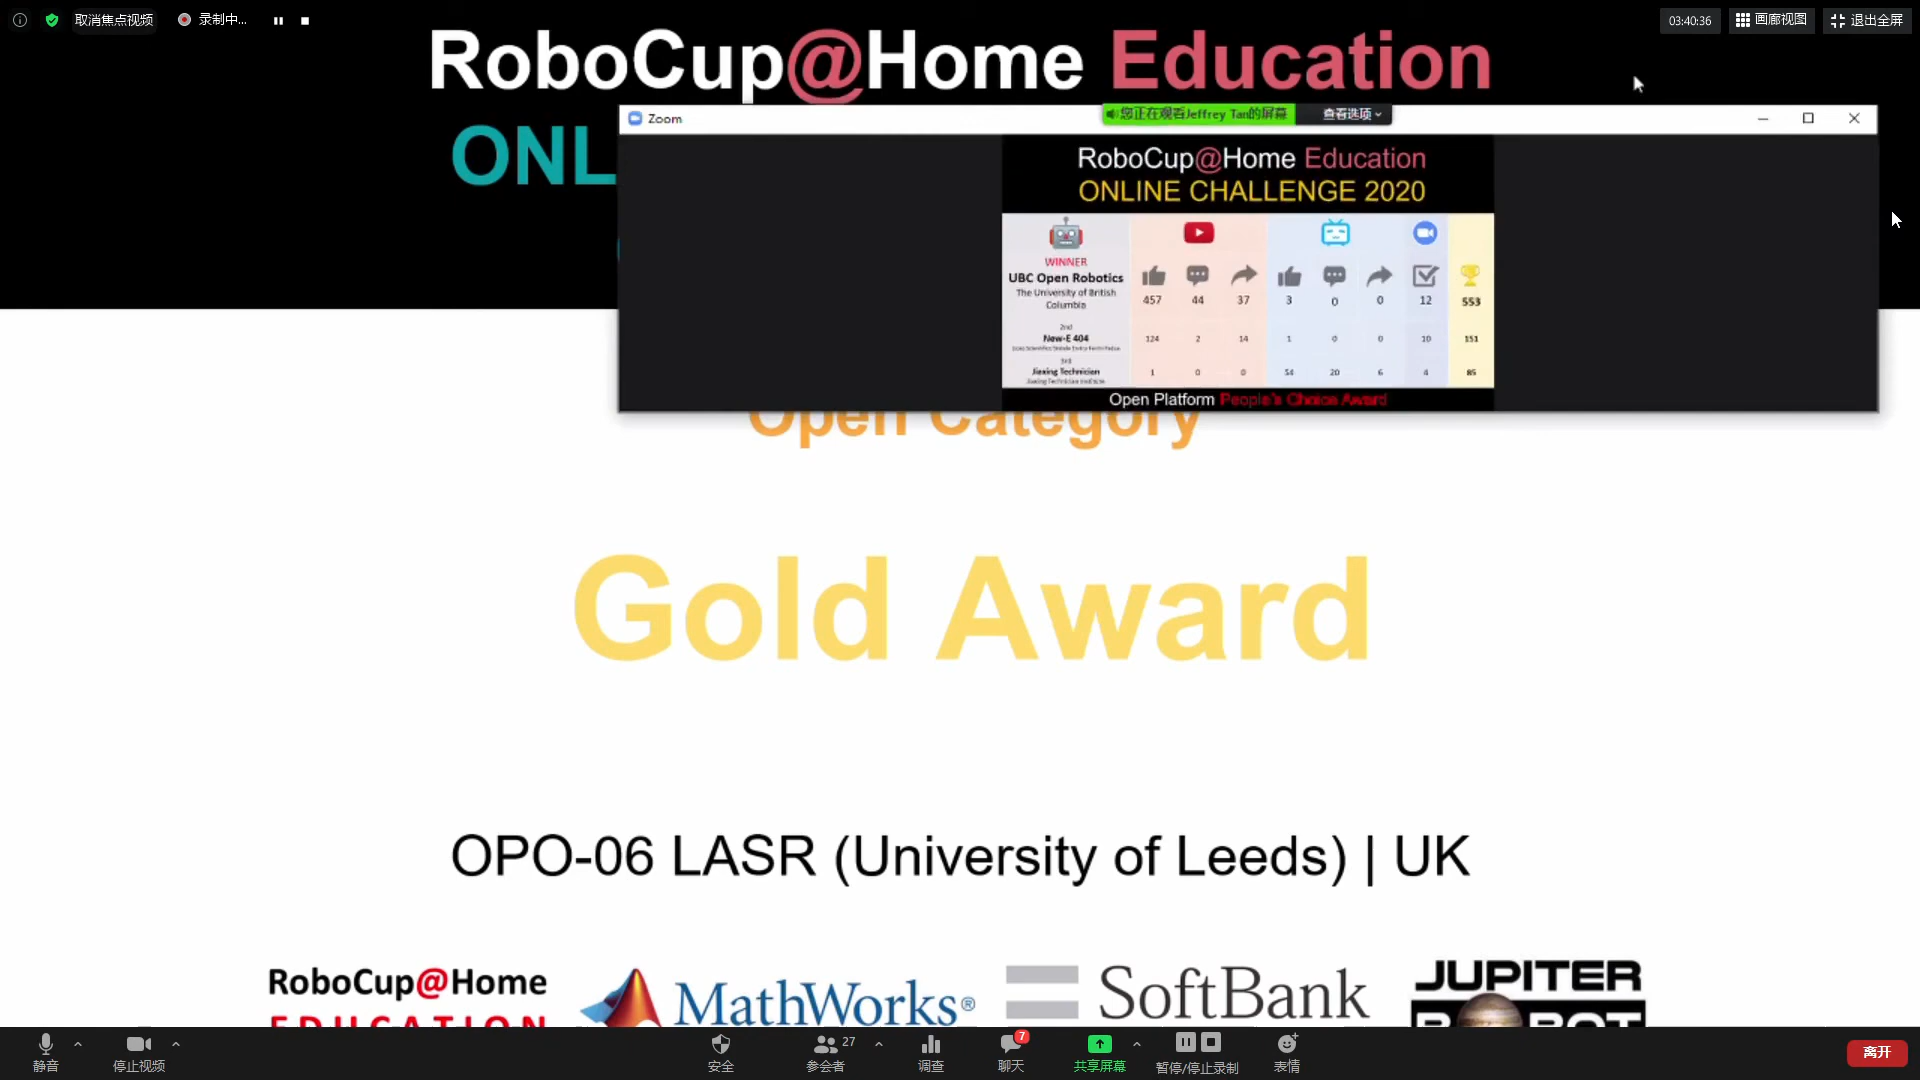 取消焦点视频
录制中...
03:40:36
画廊视图
退出全屏
RoboCup@Home Education
ONL
Zoom
您正在观看Jeffrey Tan的屏幕
查看选项
RoboCup@Home Education
ONLINE CHALLENGE 2020
WINNER
UBC Open Robotics
The University of British
Columbia
457 44 37 3 0 0 12 553
2nd
New-E 404
124 2 14 1 0 0 10 151
3rd
Jiaxing Technician
Jiaxing Technician Institute
1 0 0 54 20 6 4 85
Open Platform People's Choice Award
Open Category
Gold Award
OPO-06 LASR (University of Leeds) | UK
RoboCup@Home
EDUCATION
MathWorks®
SoftBank
JUPITER
ROBOT
静音
停止视频
安全
27
参会者
调查
7
聊天
共享屏幕
暂停/停止录制
表情
离开